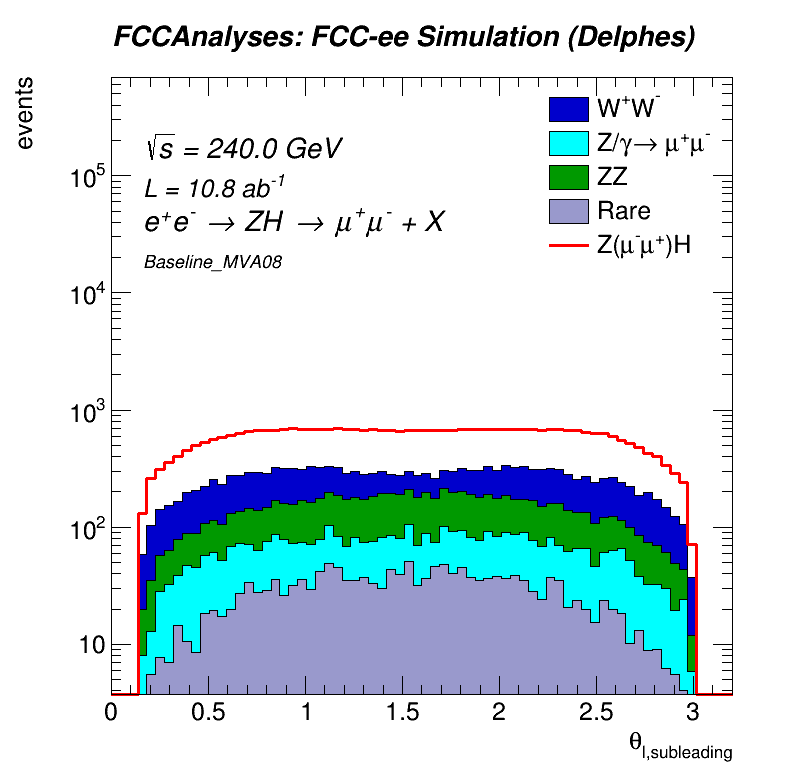 FCCAnalyses: FCC-ee Simulation (Delphes)
events
√s = 240.0 GeV
L = 10.8 ab⁻¹
e⁺e⁻ → ZH → μ⁺μ⁻ + X
Baseline_MVA08
W⁺W⁻
Z/γ→ μ⁺μ⁻
ZZ
Rare
Z(μ⁻μ⁺)H
10⁵
10⁴
10³
10²
10
0 0.5 1 1.5 2 2.5 3
θ_l,subleading